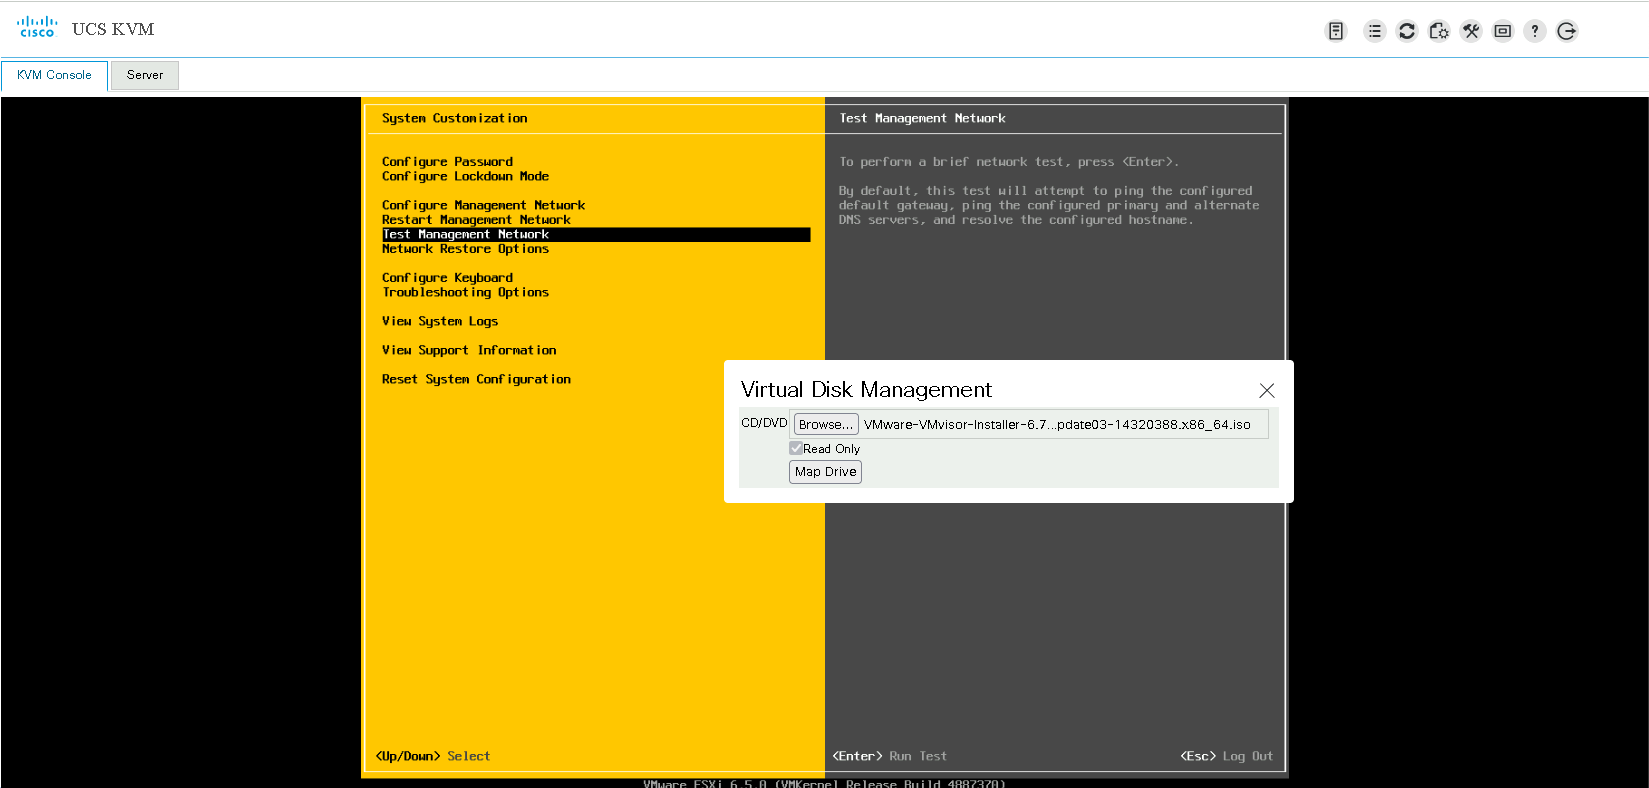 cisco UCS KVM
KVM Console Server
System Customization
Configure Password
Configure Lockdown Mode
Configure Management Network
Restart Management Network
Test Management Network
Network Restore Options
Configure Keyboard
Troubleshooting Options
View System Logs
View Support Information
Reset System Configuration
<Up/Down> Select
Test Management Network
To perform a brief network test, press <Enter>.
By default, this test will attempt to ping the configured
default gateway, ping the configured primary and alternate
DNS servers, and resolve the configured hostname.
Virtual Disk Management
CD/DVD Browse... VMware-VMvisor-Installer-6.7...pdate03-14320388.x86_64.iso
Read Only
Map Drive
<Enter> Run Test <Esc> Log Out
VMware ESXi 6.5.0 (VMKernel Release Build 4887370)